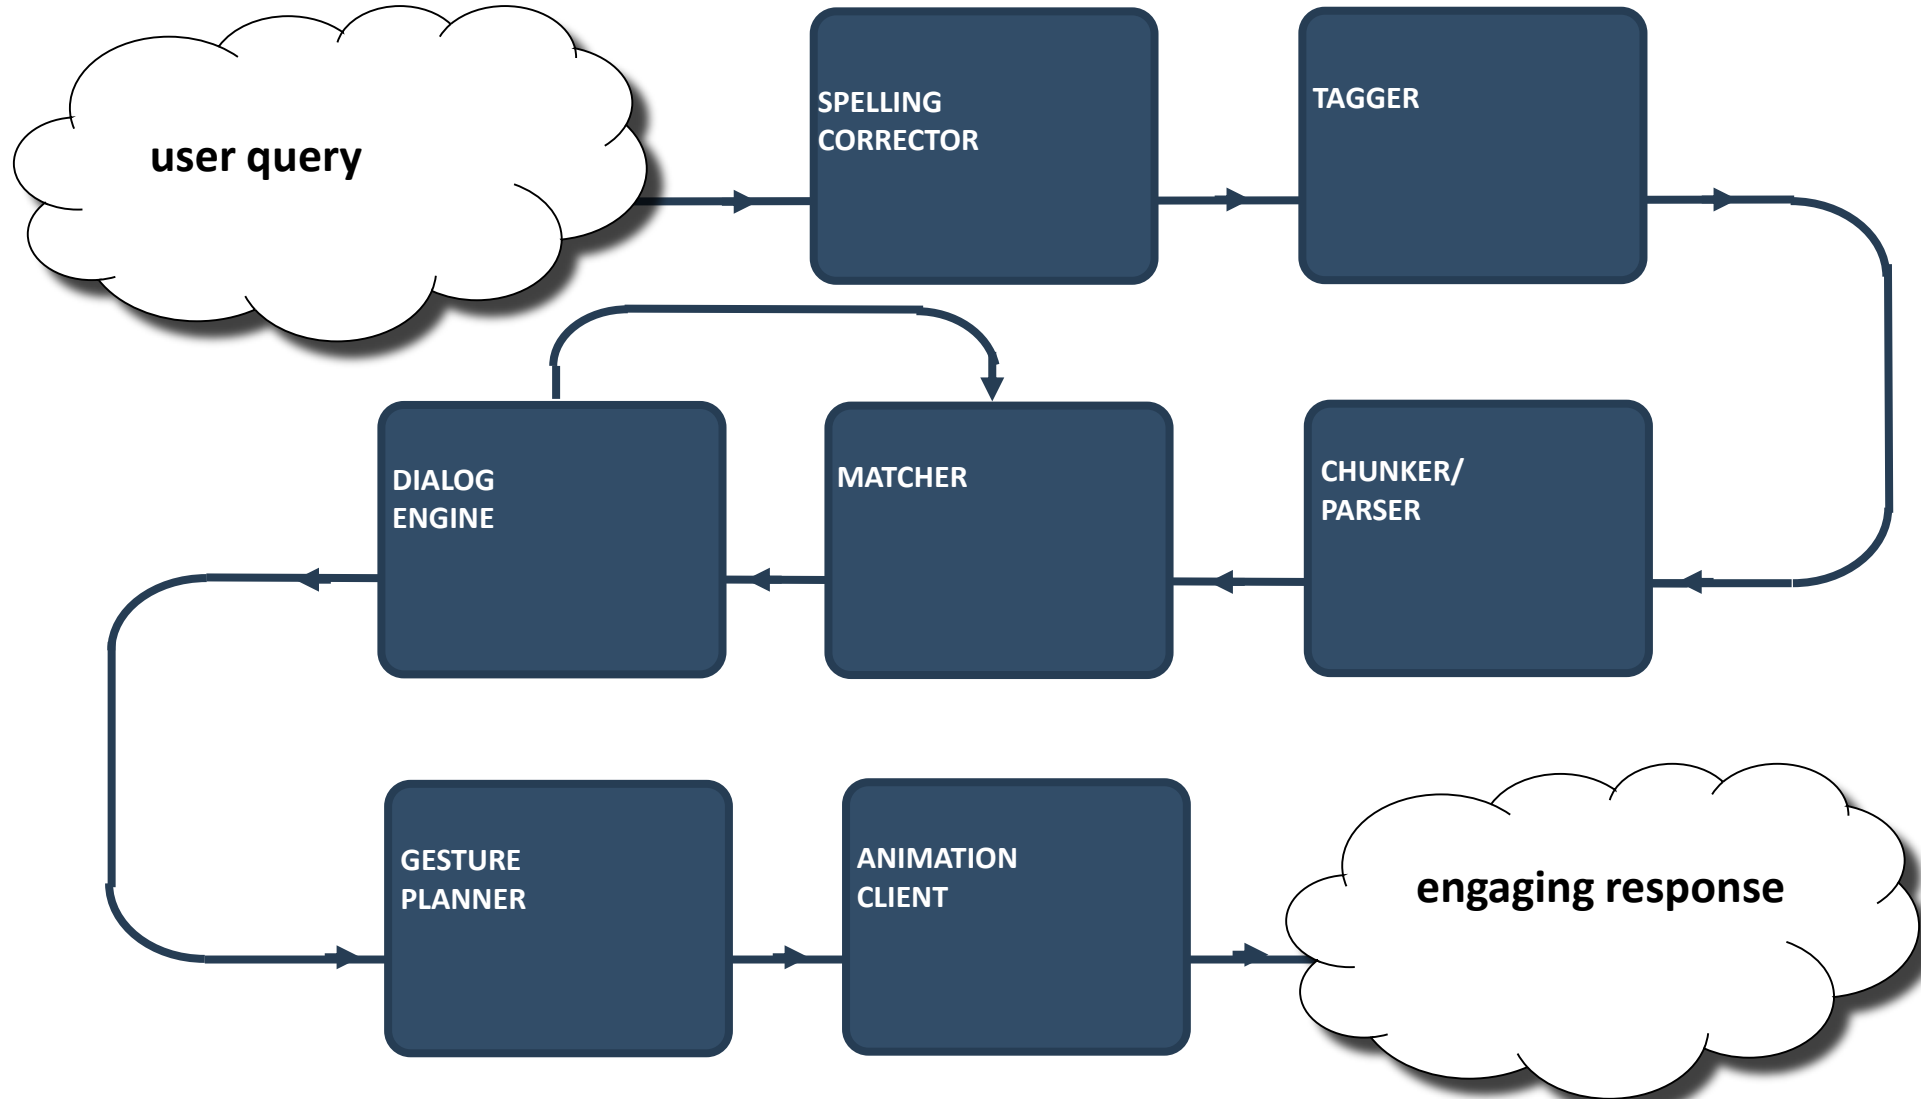 user query
SPELLING
CORRECTOR
TAGGER
DIALOG
ENGINE
MATCHER
CHUNKER/
PARSER
GESTURE
PLANNER
ANIMATION
CLIENT
engaging response